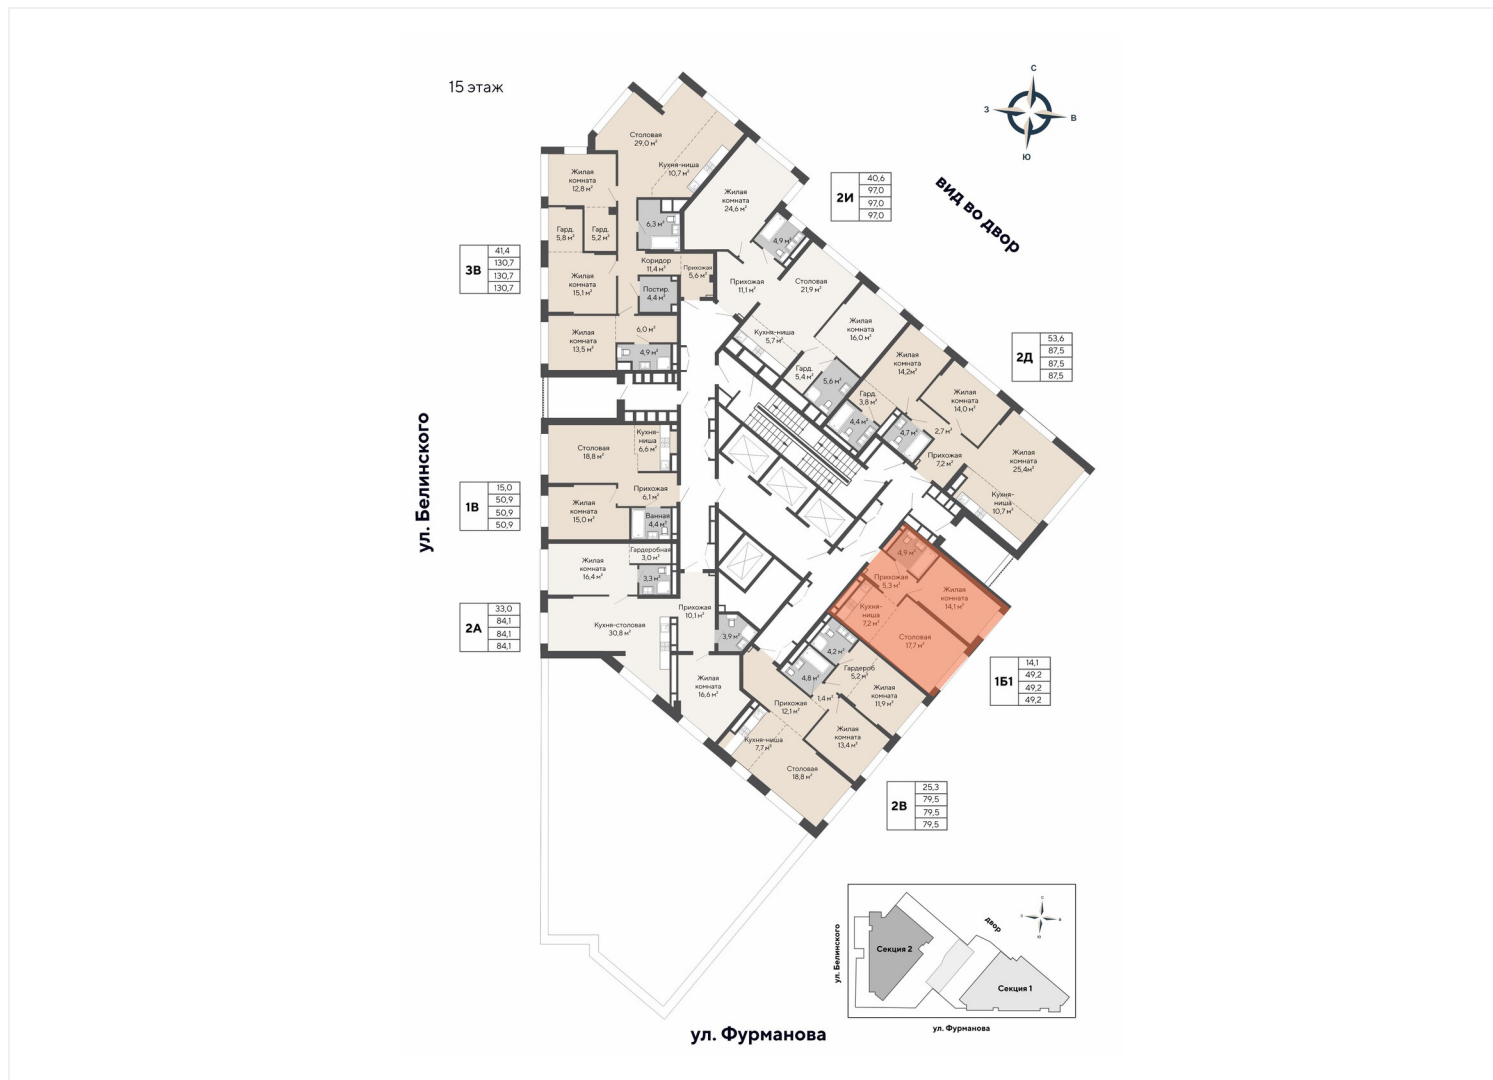 15 этаж
С
З
В
Ю
вид во двор
ул. Белинского
ул. Фурманова
3В
41,4
130,7
130,7
130,7
2И
40,6
97,0
97,0
97,0
2Д
53,6
87,5
87,5
87,5
1В
15,0
50,9
50,9
50,9
2А
33,0
84,1
84,1
84,1
1Б1
14,1
49,2
49,2
49,2
2В
25,3
79,5
79,5
79,5
Столовая
29,0 м²
Кухня-ниша
10,7 м²
Жилая
комната
12,8 м²
Гард.
5,8 м²
Гард.
5,2 м²
6,3 м²
Коридор
11,4 м²
Прихожая
5,6 м²
Жилая
комната
15,1 м²
Постир.
4,4 м²
Жилая
комната
13,5 м²
6,0 м²
4,9 м²
Жилая
комната
24,6 м²
4,9 м²
Прихожая
11,1 м²
Столовая
21,9 м²
Кухня-ниша
5,7 м²
Жилая
комната
16,0 м²
Гард.
5,4 м²
5,6 м²
Жилая
комната
14,2м²
Гард.
3,8 м²
4,4 м²
Жилая
комната
14,0 м²
4,7 м²
2,7 м²
Прихожая
7,2 м²
Жилая
комната
25,4м²
Кухня-
ниша
10,7 м²
Столовая
18,8 м²
Кухня-
ниша
6,6 м²
Прихожая
6,1 м²
Жилая
комната
15,0 м²
Ванная
4,4 м²
Жилая
комната
16,4 м²
Гардеробная
3,0 м²
3,3 м²
Кухня-столовая
30,8 м²
Прихожая
10,1 м²
3,9 м²
Жилая
комната
16,6 м²
4,9 м²
Прихожая
5,3 м²
Жилая
комната
14,1 м²
Кухня-
ниша
7,2 м²
Столовая
17,7 м²
4,2 м²
Гардероб
5,2 м²
4,8 м²
1,4 м²
Жилая
комната
11,9 м²
Прихожая
12,1 м²
Жилая
комната
13,4 м²
Кухня-ниша
7,7 м²
Столовая
18,8 м²
ул. Белинского
Секция 2
двор
Секция 1
ул. Фурманова